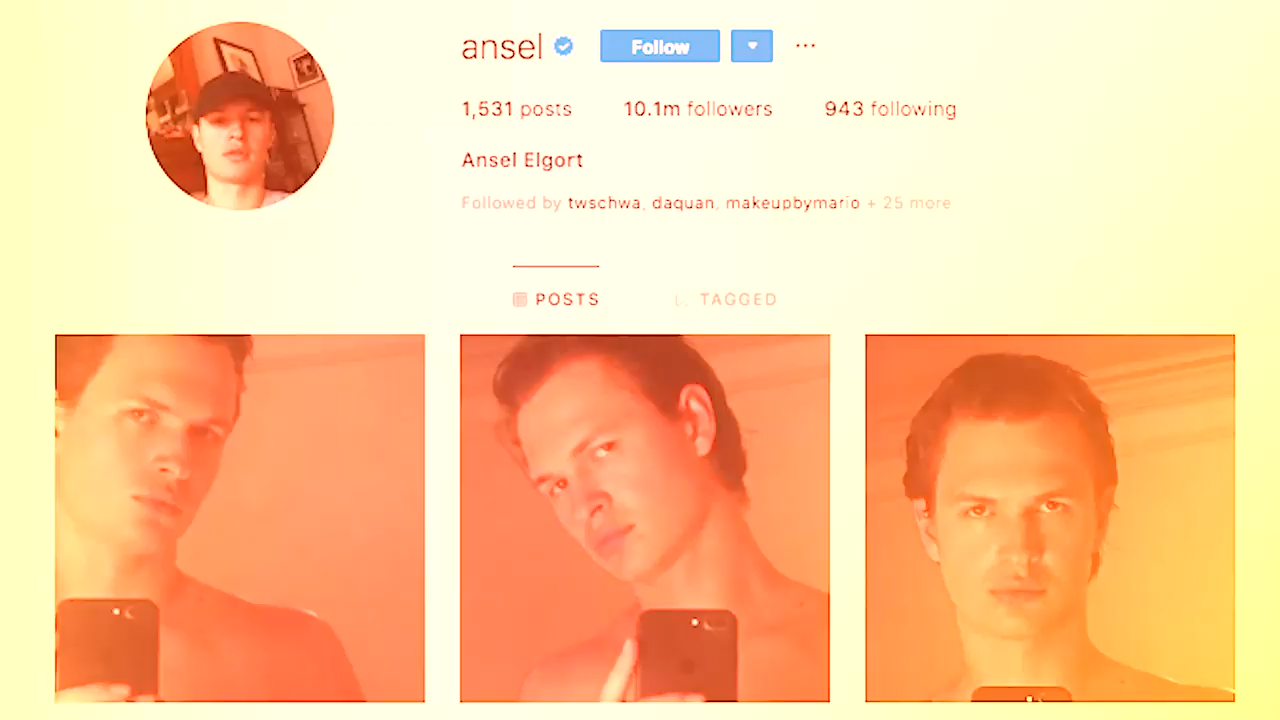 ansel Follow ...
1,531 posts 10.1m followers 943 following
Ansel Elgort
Followed by twschwa, daquan, makeupbymario + 25 more
POSTS TAGGED